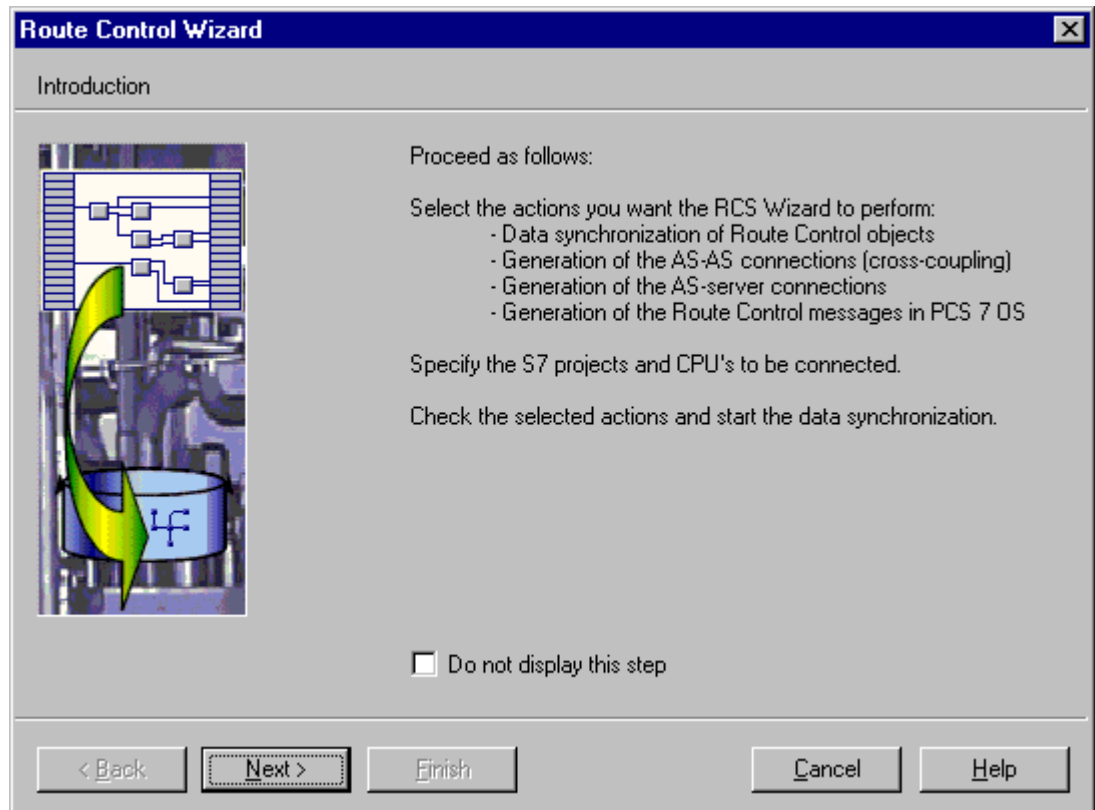 Route Control Wizard
Introduction
Proceed as follows:
Select the actions you want the RCS Wizard to perform:
- Data synchronization of Route Control objects
- Generation of the AS-AS connections (cross-coupling)
- Generation of the AS-server connections
- Generation of the Route Control messages in PCS 7 OS
Specify the S7 projects and CPU's to be connected.
Check the selected actions and start the data synchronization.
Do not display this step
< Back
Next >
Finish
Cancel
Help